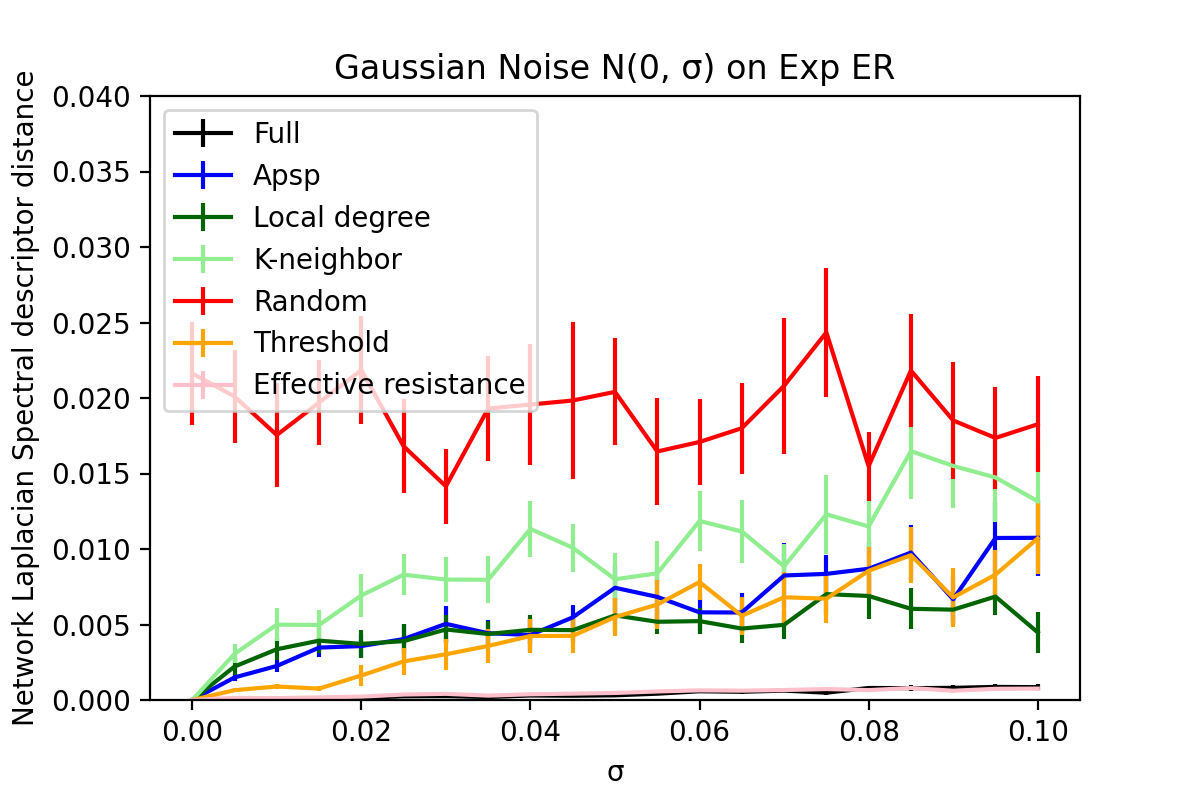 Gaussian Noise N(0, σ) on Exp ER
Network Laplacian Spectral descriptor distance
0.040
0.035
0.030
0.025
0.020
0.015
0.010
0.005
0.000
Full
Apsp
Local degree
K-neighbor
Random
Threshold
Effective resistance
0.00 0.02 0.04 0.06 0.08 0.10
σ